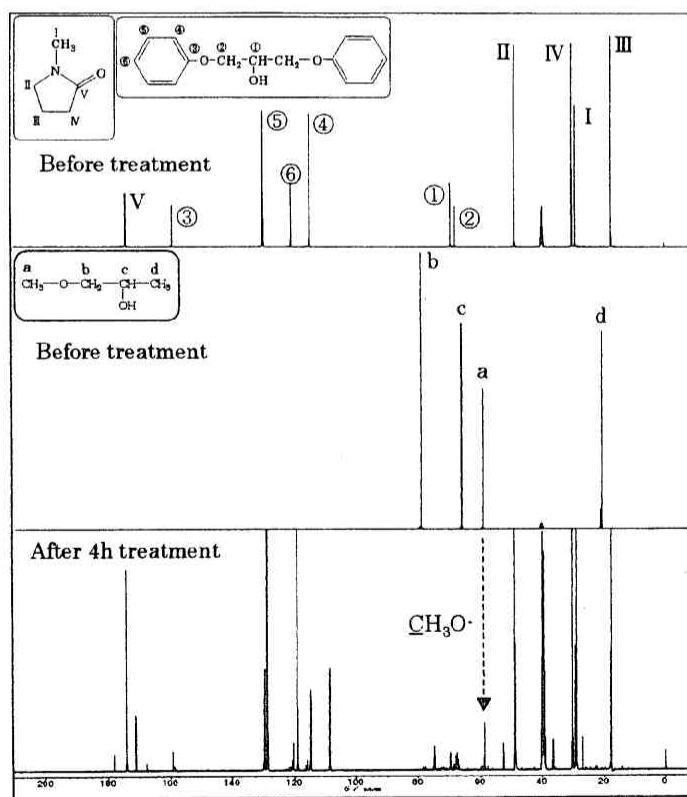 I
CH₃
N
O
II
V
III
IV
⑤ ④
⑥ ③ ② ①
O-CH₂-CH-CH₂-O
OH
II
IV
III
I
⑤
④
⑥
①
②
V
③
Before treatment
a b c d
CH₃-O-CH₂-CH-CH₃
OH
Before treatment
b
c
a
d
After 4h treatment
CH₃O·
200 180 160 140 120 100 80 60 40 20 0